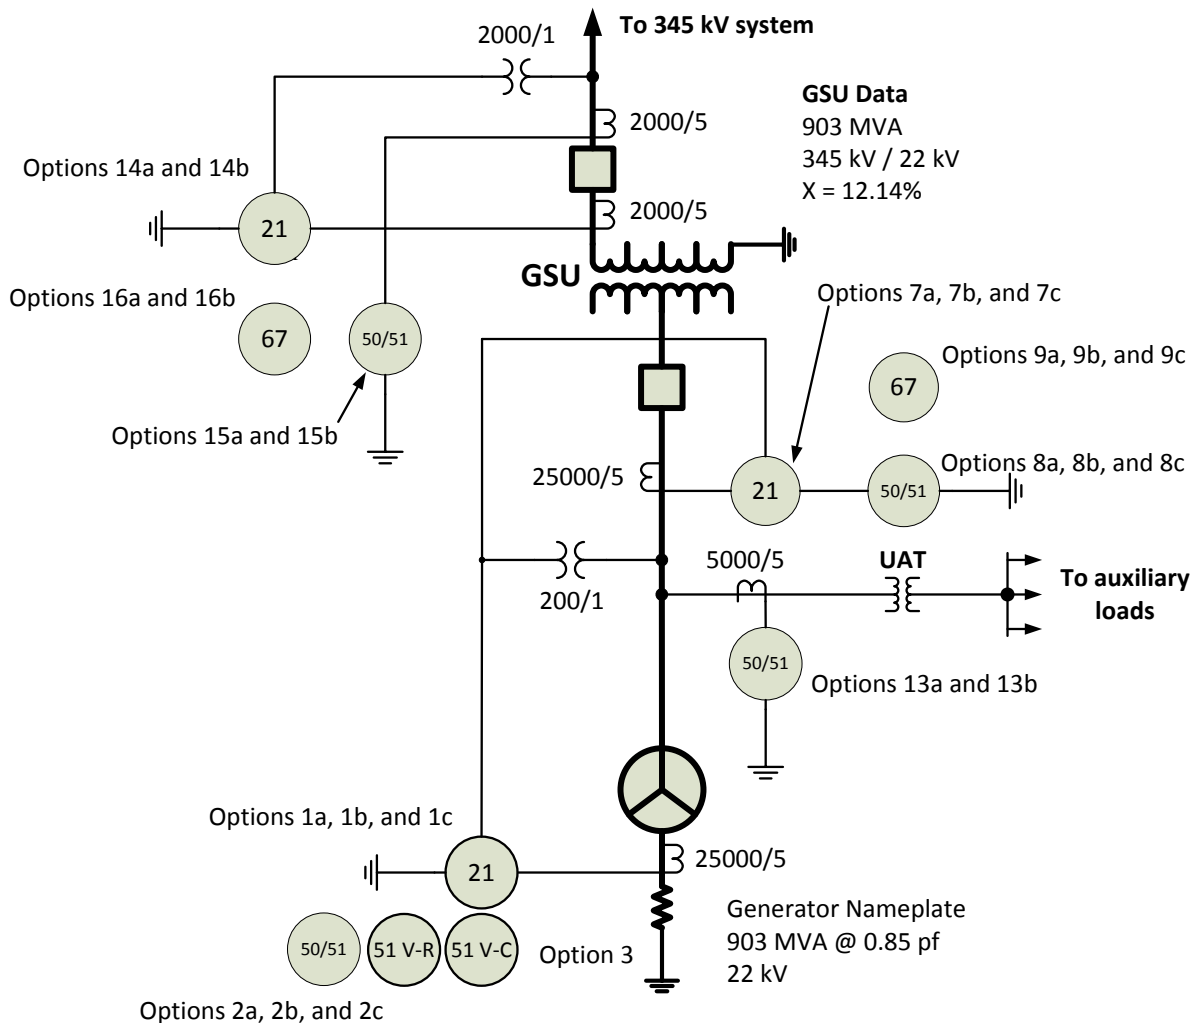 2000/1
To 345 kV system
GSU Data
903 MVA
345 kV / 22 kV
X = 12.14%
2000/5
Options 14a and 14b
21
2000/5
GSU
Options 16a and 16b
67
50/51
Options 7a, 7b, and 7c
Options 9a, 9b, and 9c
67
Options 15a and 15b
25000/5
21
50/51
Options 8a, 8b, and 8c
200/1
5000/5
UAT
To auxiliary
loads
50/51
Options 13a and 13b
Options 1a, 1b, and 1c
21
25000/5
Generator Nameplate
903 MVA @ 0.85 pf
22 kV
50/51
51 V-R
51 V-C
Option 3
Options 2a, 2b, and 2c